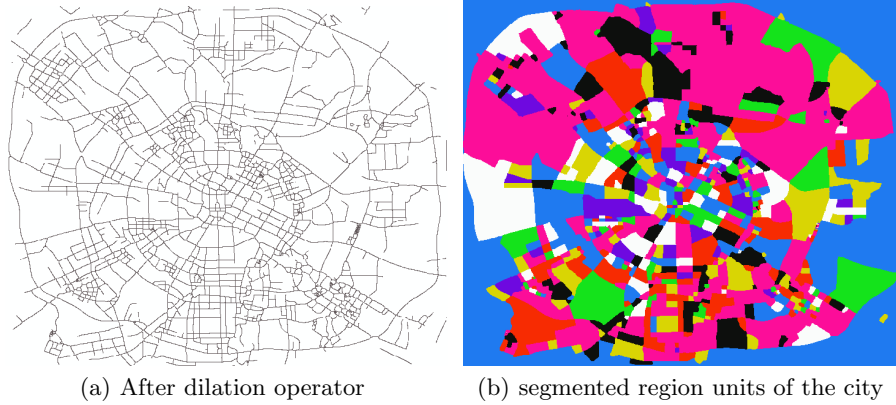 (a) After dilation operator
(b) segmented region units of the city